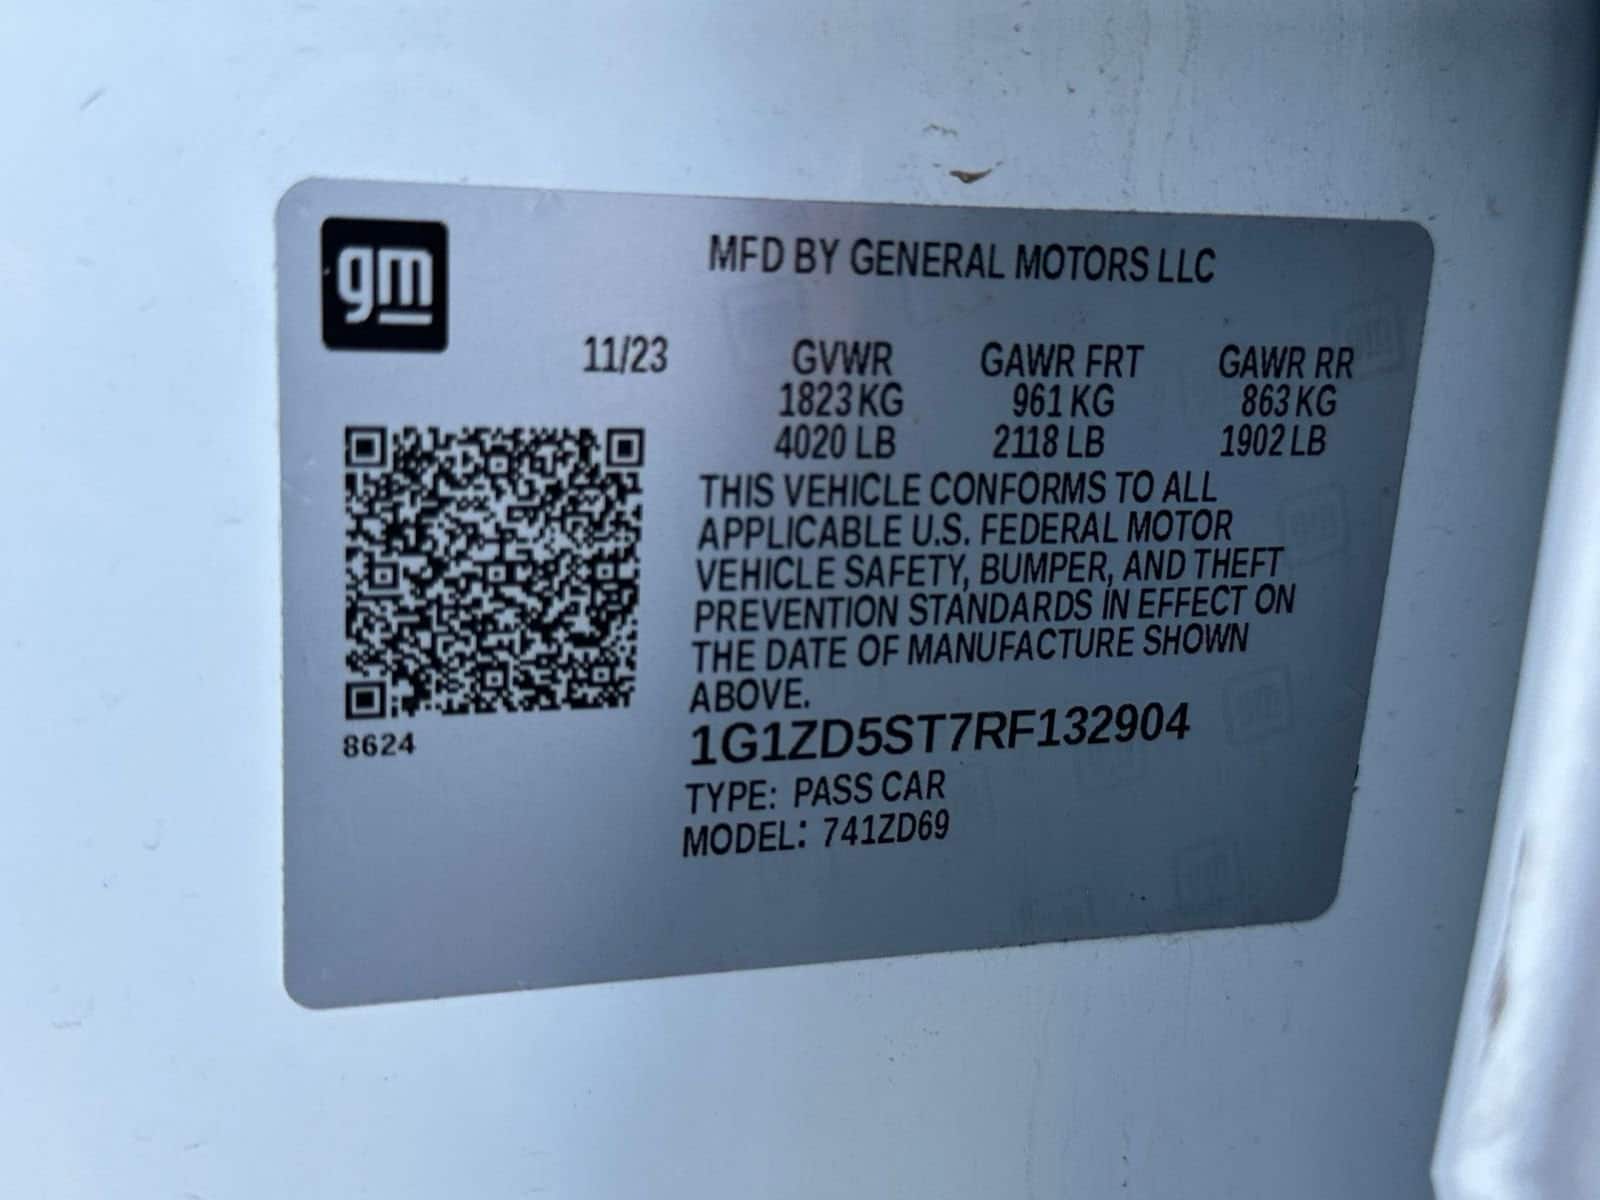 gm
MFD BY GENERAL MOTORS LLC
11/23 GVWR GAWR FRT GAWR RR
1823 KG 961 KG 863 KG
4020 LB 2118 LB 1902 LB
THIS VEHICLE CONFORMS TO ALL
APPLICABLE U.S. FEDERAL MOTOR
VEHICLE SAFETY, BUMPER, AND THEFT
PREVENTION STANDARDS IN EFFECT ON
THE DATE OF MANUFACTURE SHOWN
ABOVE.
8624
1G1ZD5ST7RF132904
TYPE: PASS CAR
MODEL: 741ZD69